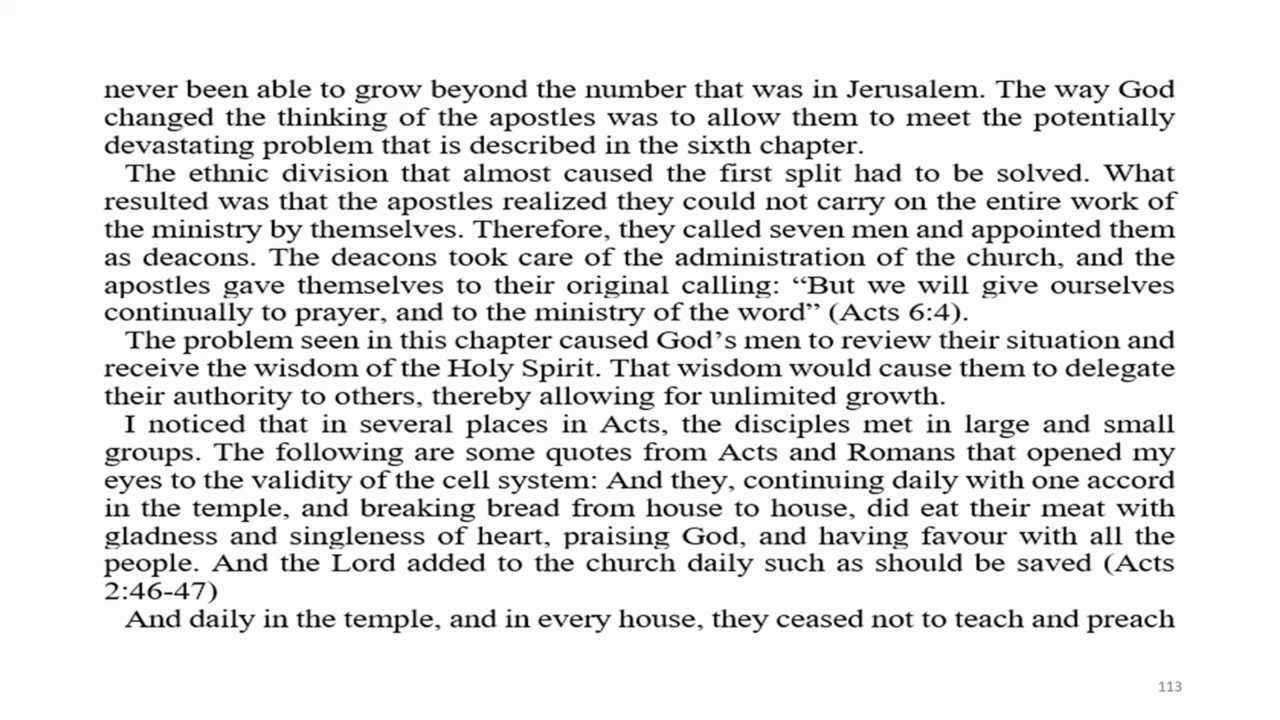 never been able to grow beyond the number that was in Jerusalem. The way God
changed the thinking of the apostles was to allow them to meet the potentially
devastating problem that is described in the sixth chapter.
The ethnic division that almost caused the first split had to be solved. What
resulted was that the apostles realized they could not carry on the entire work of
the ministry by themselves. Therefore, they called seven men and appointed them
as deacons. The deacons took care of the administration of the church, and the
apostles gave themselves to their original calling: “But we will give ourselves
continually to prayer, and to the ministry of the word” (Acts 6:4).
The problem seen in this chapter caused God’s men to review their situation and
receive the wisdom of the Holy Spirit. That wisdom would cause them to delegate
their authority to others, thereby allowing for unlimited growth.
I noticed that in several places in Acts, the disciples met in large and small
groups. The following are some quotes from Acts and Romans that opened my
eyes to the validity of the cell system: And they, continuing daily with one accord
in the temple, and breaking bread from house to house, did eat their meat with
gladness and singleness of heart, praising God, and having favour with all the
people. And the Lord added to the church daily such as should be saved (Acts
2:46-47)
And daily in the temple, and in every house, they ceased not to teach and preach
113